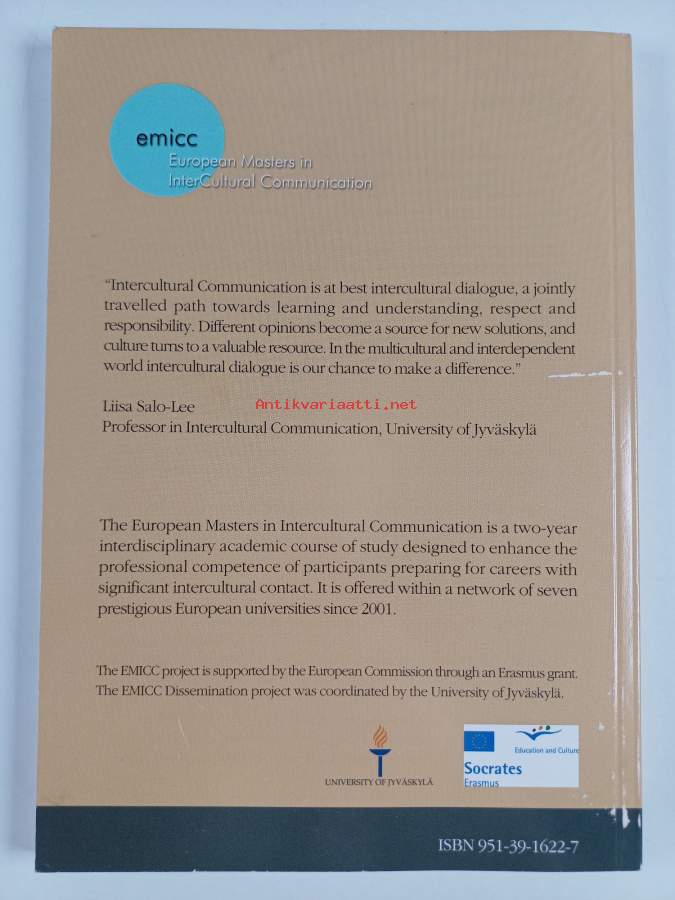 emicc
European Masters in
InterCultural Communication
“Intercultural Communication is at best intercultural dialogue, a jointly
travelled path towards learning and understanding, respect and
responsibility. Different opinions become a source for new solutions, and
culture turns to a valuable resource. In the multicultural and interdependent
world intercultural dialogue is our chance to make a difference.”
Liisa Salo-Lee
Antikvariaatti.net
Professor in Intercultural Communication, University of Jyväskylä
The European Masters in Intercultural Communication is a two-year
interdisciplinary academic course of study designed to enhance the
professional competence of participants preparing for careers with
significant intercultural contact. It is offered within a network of seven
prestigious European universities since 2001.
The EMICC project is supported by the European Commission through an Erasmus grant.
The EMICC Dissemination project was coordinated by the University of Jyväskylä.
UNIVERSITY OF JYVÄSKYLÄ
Education and Culture
Socrates
Erasmus
ISBN 951-39-1622-7